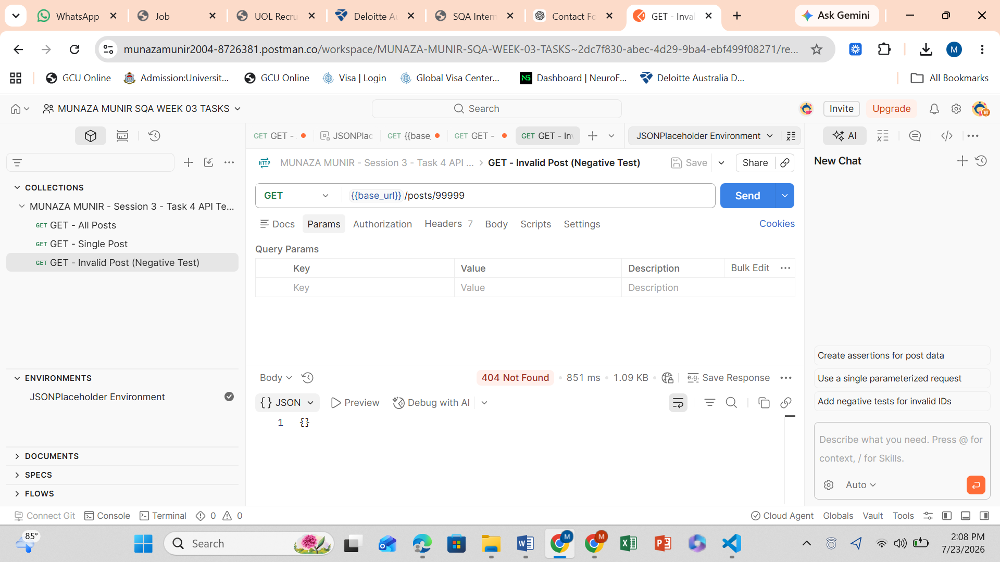 WhatsApp
Job
UOL Recru
Deloitte Au
SQA Intern
Contact Fo
GET - Inval
Ask Gemini
munazamunir2004-8726381.postman.co/workspace/MUNAZA-MUNIR-SQA-WEEK-03-TASKS~2dc7f830-abec-4d29-9ba4-ebf499f08271/re...
M
GCU Online
Admission:Universit...
GCU Online
Visa | Login
Global Visa Center...
Dashboard | NeuroF...
Deloitte Australia D...
All Bookmarks
MUNAZA MUNIR SQA WEEK 03 TASKS
Search
Invite
Upgrade
GET GET -
JSONPlac
GET {{base_
GET GET -
GET GET - Inv
JSONPlaceholder Environment
AI
HTTP
MUNAZA MUNIR - Session 3 - Task 4 API ... > GET - Invalid Post (Negative Test)
Save
Share
New Chat
COLLECTIONS
MUNAZA MUNIR - Session 3 - Task 4 API Te...
GET GET - All Posts
GET GET - Single Post
GET GET - Invalid Post (Negative Test)
GET
{{base_url}}/posts/99999
Send
Docs
Params
Authorization
Headers 7
Body
Scripts
Settings
Cookies
Query Params
Key
Value
Description
Bulk Edit
Key
Value
Description
ENVIRONMENTS
JSONPlaceholder Environment
DOCUMENTS
SPECS
FLOWS
Body
404 Not Found
851 ms
1.09 KB
e.g. Save Response
{} JSON
Preview
Debug with AI
1 {}
Create assertions for post data
Use a single parameterized request
Add negative tests for invalid IDs
Describe what you need. Press @ for
context, / for Skills.
Auto
Connect Git
Console
Terminal
0
0
Cloud Agent
Globals
Vault
Tools
85°
Search
2:08 PM
7/23/2026